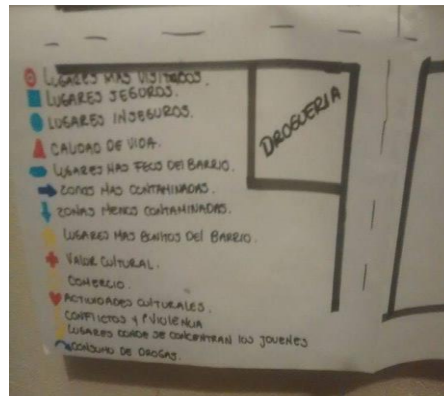 LUGARES MAS VISITADOS.
LUGARES SEGUROS.
LUGARES INSEGUROS.
CALIDAD DE VIDA.
LUGARES MAS FEOS DEL BARRIO.
ZONAS MAS CONTAMINADAS.
ZONAS MENOS CONTAMINADAS.
LUGARES MAS BONITOS DEL BARRIO.
VALOR CULTURAL.
COMERCIO.
ACTIVIDADES CULTURALES.
CONFLICTOS Y VIOLENCIA
LUGARES DONDE SE CONCENTRAN LOS JOVENES
CONSUMO DE DROGAS.
DROGUERIA